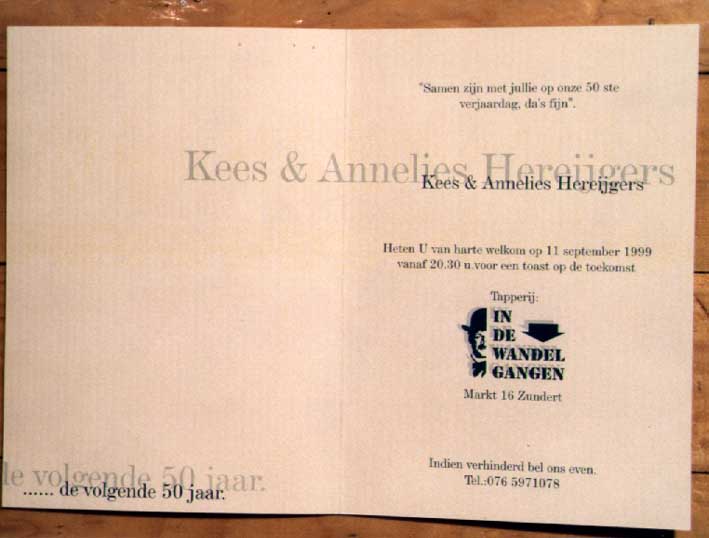 "Samen zijn met jullie op onze 50 ste
verjaardag, da's fijn".
Kees & Annelies Hereijgers
Kees & Annelies Hereijgers
Heten U van harte welkom op 11 september 1999
vanaf 20.30 u.voor een toast op de toekomst
Tapperij:
IN
DE
WANDEL
GANGEN
Markt 16 Zundert
Indien verhinderd bel ons even.
Tel.:076 5971078
de volgende 50 jaar.
...... de volgende 50 jaar.